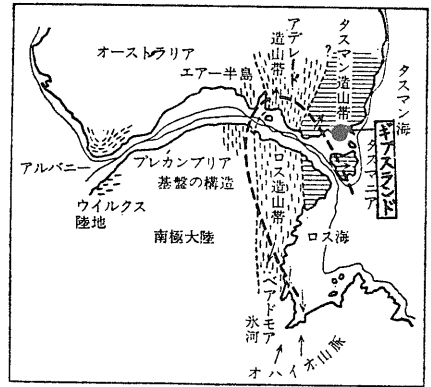 オーストラリア
エアー半島
アデレード
造山帯
?
タスマン造山帯
タスマン海
アルバニー
プレカンブリア
基盤の構造
ウイルクス
陸地
ロス造山帯
タスマニア
ギプスランド
南極大陸
ロス海
ベアドモア
氷河
オハイオ山脈